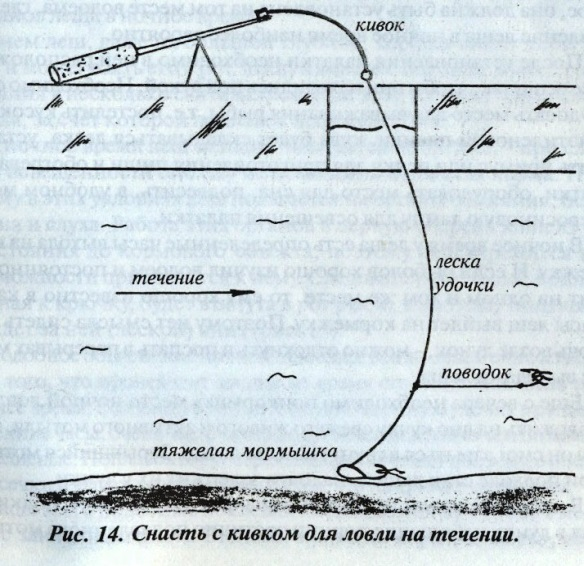 кивок
леска
удочки
течение
поводок
тяжелая мормышка
Рис. 14. Снасть с кивком для ловли на течении.